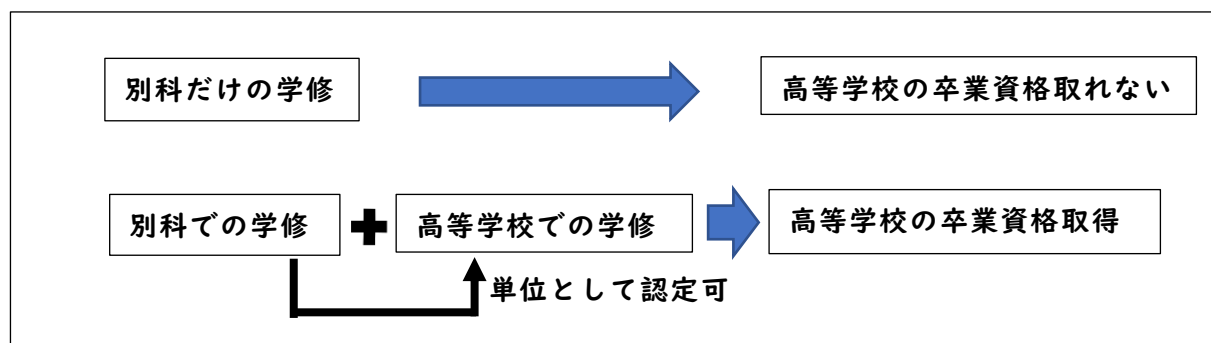 別科だけの学修
高等学校の卒業資格取れない
別科での学修
高等学校での学修
高等学校の卒業資格取得
単位として認定可